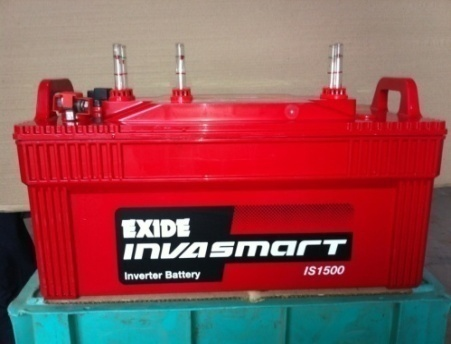 EXIDE
INVASMART
Inverter Battery
IS1500